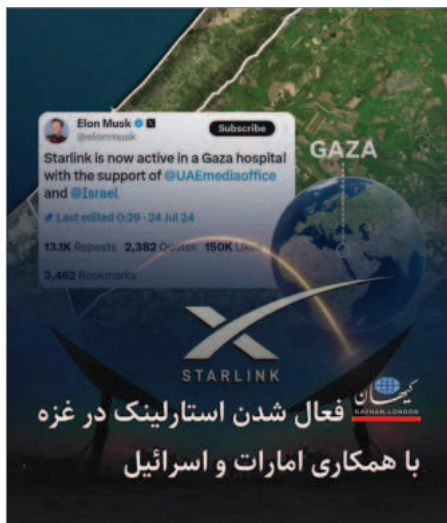 Elon Musk
@elonmusk
Subscribe
Starlink is now active in a Gaza hospital
with the support of @UAEmediaoffice
and @Israel
Last edited 0:29 · 24 Jul 24
13.1K Reposts 2,382 Quotes 150K Likes
3,462 Bookmarks
GAZA
STARLINK
کیهان
KAYHAN.LONDON
فعال شدن استارلینک در غزه
با همکاری امارات و اسرائیل